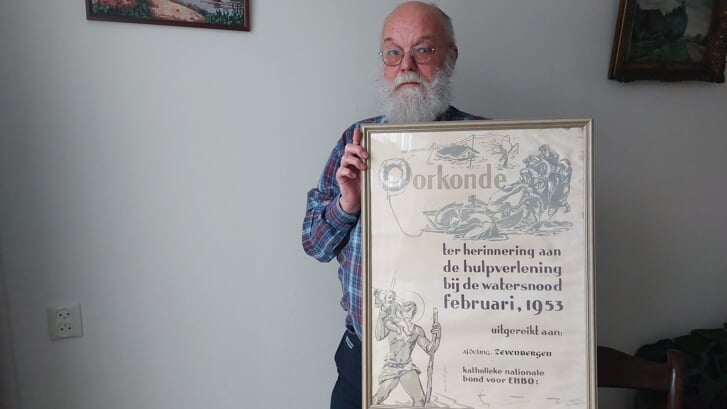 Oorkonde
ter herinnering aan
de hulpverlening
bij de watersnood
februari, 1953
uitgereikt aan:
afdeling: Zevenbergen
katholieke nationale
bond voor EHBO: